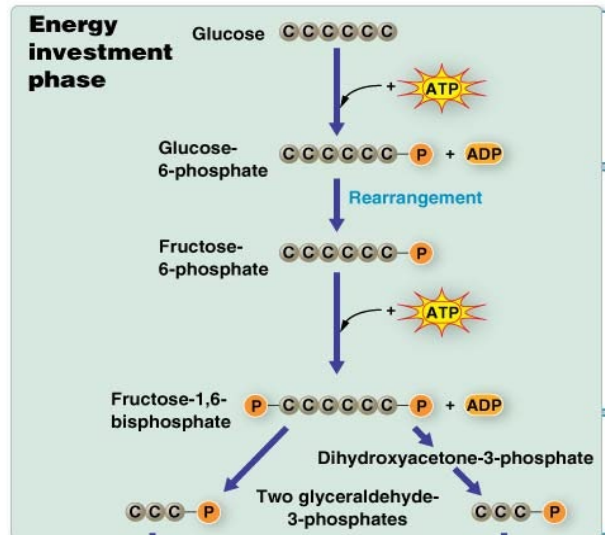 Energy
investment
phase
Glucose CCCCCC
+ ATP
Glucose-
6-phosphate
CCCCCC-P + ADP
Rearrangement
Fructose-
6-phosphate
CCCCCC-P
+ ATP
Fructose-1,6-
bisphosphate
P-CCCCCC-P + ADP
Dihydroxyacetone-3-phosphate
CCC-P
Two glyceraldehyde-
3-phosphates
CCC-P